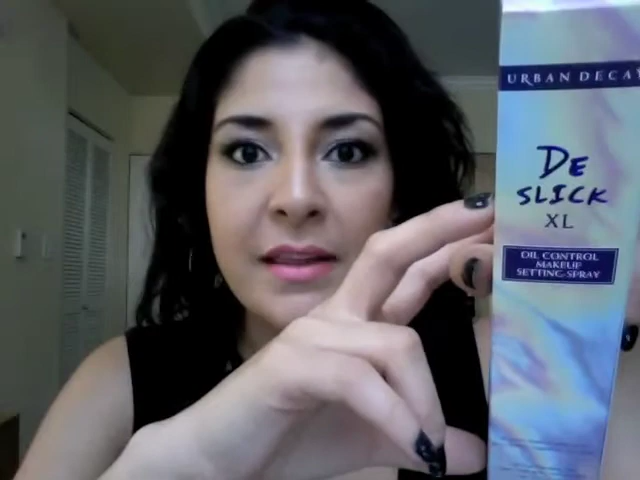 URBAN DECAY
DE
SLICK
XL
OIL CONTROL
MAKEUP
SETTING SPRAY